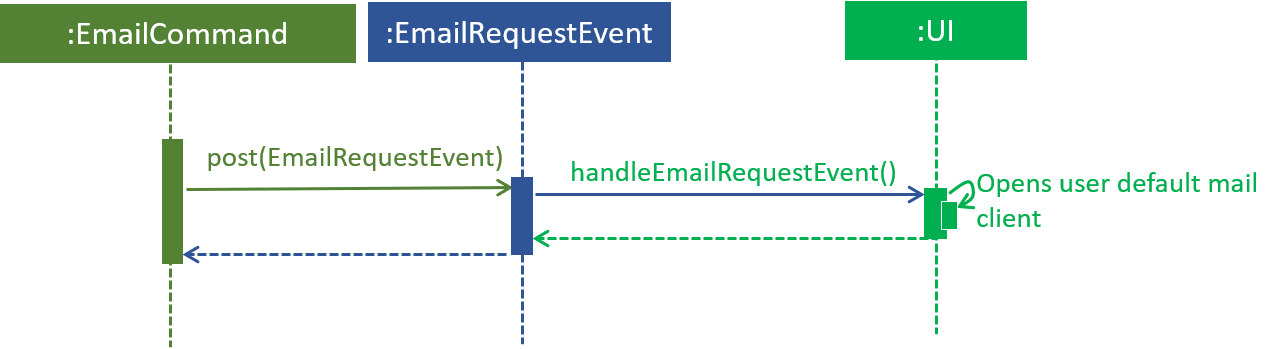 :EmailCommand
:EmailRequestEvent
:UI
post(EmailRequestEvent)
handleEmailRequestEvent()
Opens user default mail
client